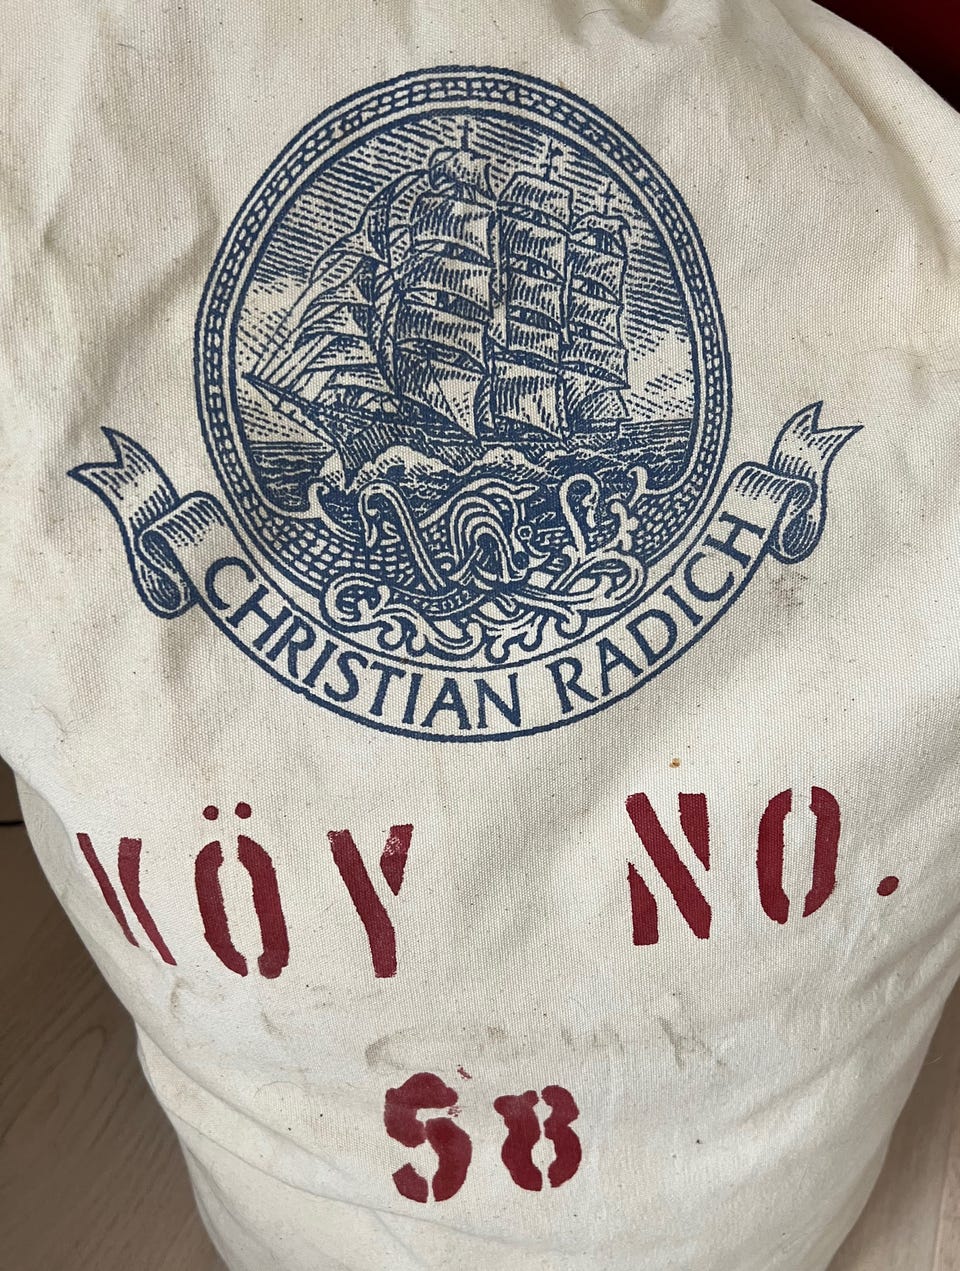 CHRISTIAN RADICH
KÖY NO.
58